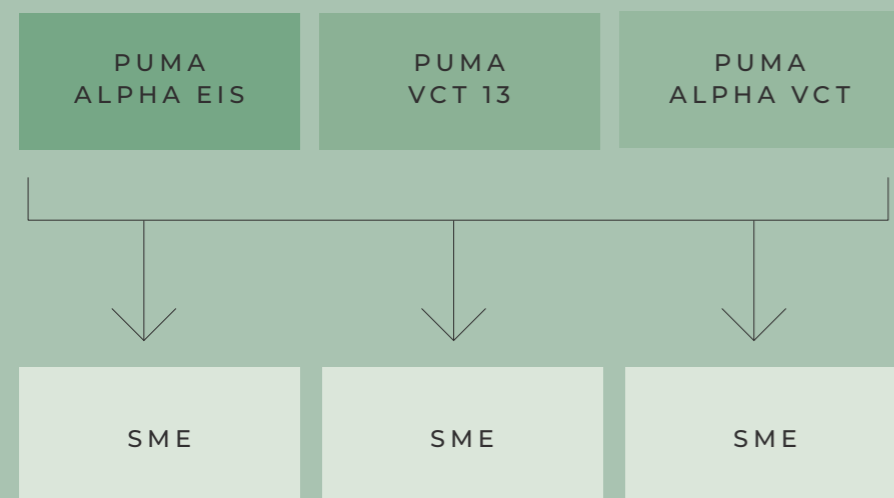 PUMA
ALPHA EIS
PUMA
VCT 13
PUMA
ALPHA VCT
SME
SME
SME